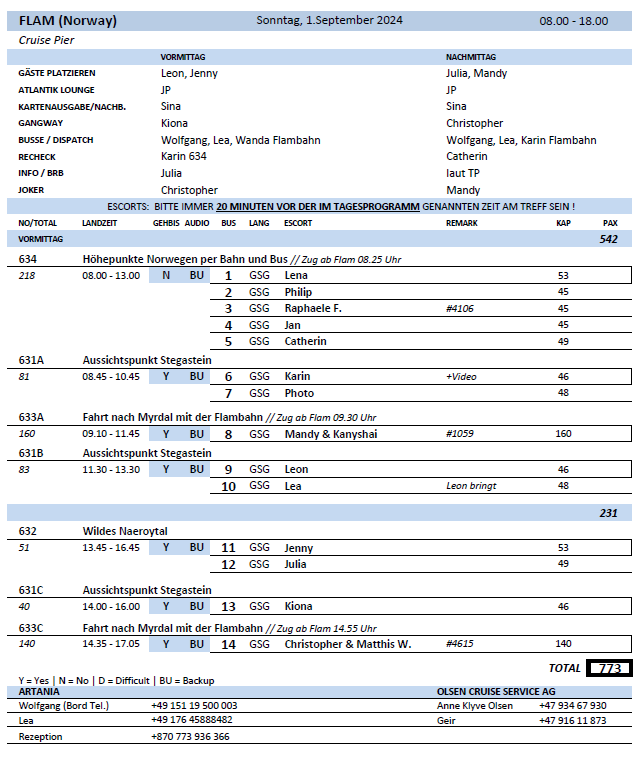 FLAM (Norway) Sonntag, 1.September 2024 08.00 - 18.00
Cruise Pier
VORMITTAG NACHMITTAG
GÄSTE PLATZIEREN Leon, Jenny Julia, Mandy
ATLANTIK LOUNGE JP JP
KARTENAUSGABE/NACHB. Sina Sina
GANGWAY Kiona Christopher
BUSSE / DISPATCH Wolfgang, Lea, Wanda Flambahn Wolfgang, Lea, Karin Flambahn
RECHECK Karin 634 Catherin
INFO / BRB Julia laut TP
JOKER Christopher Mandy
ESCORTS: BITTE IMMER 20 MINUTEN VOR DER IM TAGESPROGRAMM GENANNTEN ZEIT AM TREFF SEIN !
NO/TOTAL LANDZEIT GEHBIS AUDIO BUS LANG ESCORT REMARK KAP PAX
VORMITTAG 542
634 Höhepunkte Norwegen per Bahn und Bus // Zug ab Flam 08.25 Uhr
218 08.00 - 13.00 N BU 1 GSG Lena 53
2 GSG Philip 45
3 GSG Raphaele F. #4106 45
4 GSG Jan 45
5 GSG Catherin 49
631A Aussichtspunkt Stegastein
81 08.45 - 10.45 Y BU 6 GSG Karin +Video 46
7 GSG Photo 48
633A Fahrt nach Myrdal mit der Flambahn // Zug ab Flam 09.30 Uhr
160 09.10 - 11.45 Y BU 8 GSG Mandy & Kanyshai #1059 160
631B Aussichtspunkt Stegastein
83 11.30 - 13.30 Y BU 9 GSG Leon 46
10 GSG Lea Leon bringt 48
231
632 Wildes Naeroytal
51 13.45 - 16.45 Y BU 11 GSG Jenny 53
12 GSG Julia 49
631C Aussichtspunkt Stegastein
40 14.00 - 16.00 Y BU 13 GSG Kiona 46
633C Fahrt nach Myrdal mit der Flambahn // Zug ab Flam 14.55 Uhr
140 14.35 - 17.05 Y BU 14 GSG Christopher & Matthis W. #4615 140
TOTAL 773
Y = Yes | N = No | D = Difficult | BU = Backup
ARTANIA OLSEN CRUISE SERVICE AG
Wolfgang (Bord Tel.) +49 151 19 500 003 Anne Klyve Olsen +47 934 67 930
Lea +49 176 45888482 Geir +47 916 11 873
Rezeption +870 773 936 366